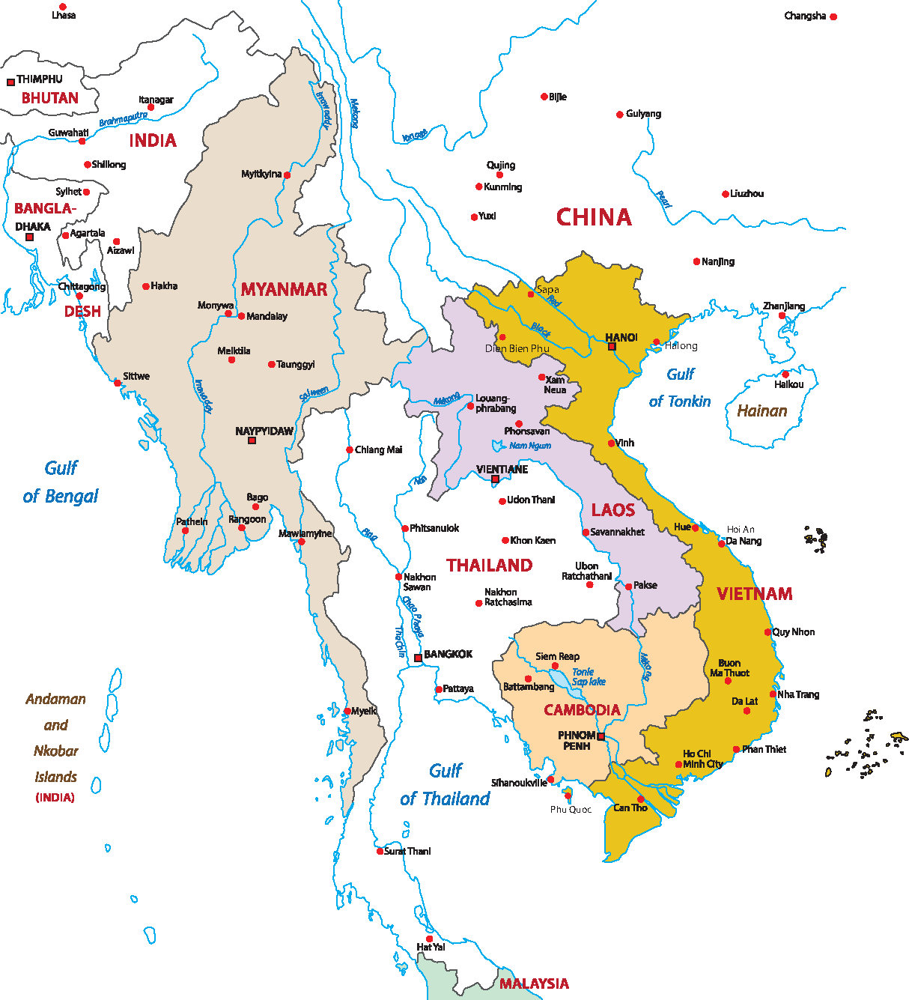 Lhasa
Changsha
THIMPHU
BHUTAN
Itanagar
Brahmaputra
Guwahati
INDIA
Shillong
Sylhet
BANGLA-
DHAKA
Agartala
Aizawl
Chittagong
DESH
Hakha
Irrawaddy
Mekong
Yangze
Bijie
Guiyang
Qujing
Kunming
Yuxi
CHINA
Pearl
Liuzhou
Nanjing
Zhanjiang
Haikou
Hainan
Myitkyina
MYANMAR
Monywa
Mandalay
Meiktila
Taunggyi
Sittwe
Irrawaddy
Salween
NAYPYIDAW
Gulf
of Bengal
Bago
Pathein
Rangoon
Mawlamyine
Myeik
Sapa
Red
Black
Dien Bien Phu
HANOI
Halong
Gulf
of Tonkin
Xam
Neua
Mekong
Louang-
phrabang
Phonsavan
Nam Ngum
VIENTIANE
Vinh
LAOS
Savannakhet
Pakse
Hue
Hoi An
Da Nang
VIETNAM
Quy Nhon
Buon
Ma Thuot
Nha Trang
Da Lat
Phan Thiet
Ho Chi
Minh City
Can Tho
Phu Quoc
Chiang Mai
Nan
Ping
Udon Thani
Phitsanulok
Khon Kaen
THAILAND
Ubon
Ratchathani
Nakhon
Sawan
Nakhon
Ratchasima
Chao Phaya
ThaChin
BANGKOK
Pattaya
Siem Reap
Tonle
Sap lake
Battambang
Mekong
CAMBODIA
PHNOM
PENH
Sihanoukville
Gulf
of Thailand
Andaman
and
Nkobar
Islands
(INDIA)
Surat Thani
Hat Yai
MALAYSIA